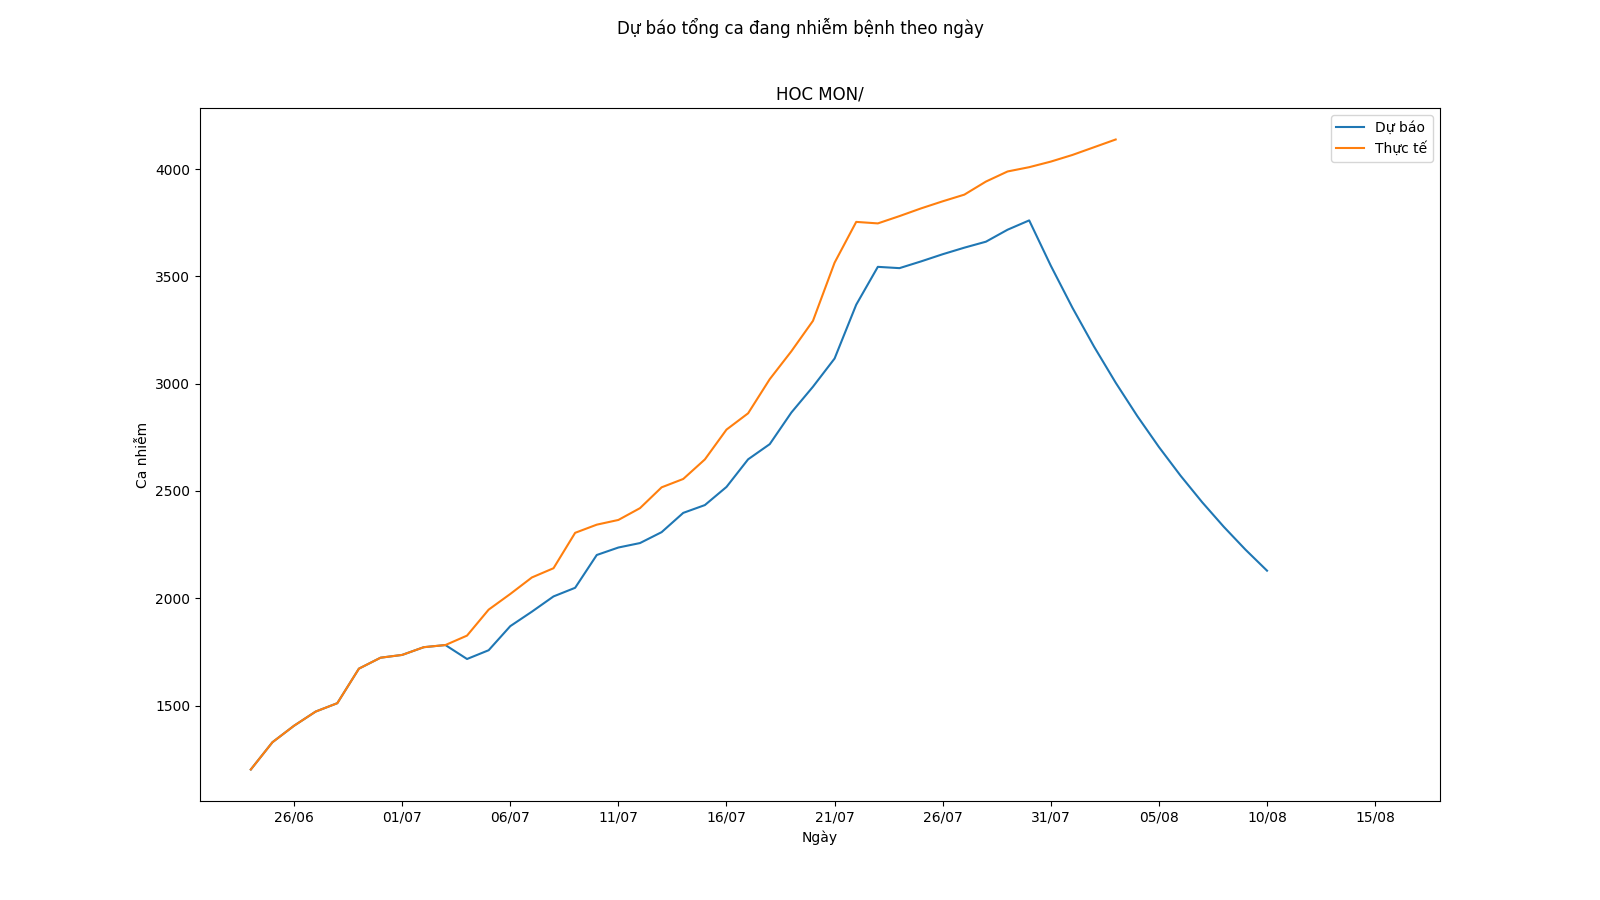 Dự báo tổng ca đang nhiễm bệnh theo ngày
HOC MON/
Dự báo
Thực tế
4000
3500
3000
2500
2000
1500
Ca nhiễm
26/06 01/07 06/07 11/07 16/07 21/07 26/07 31/07 05/08 10/08 15/08
Ngày